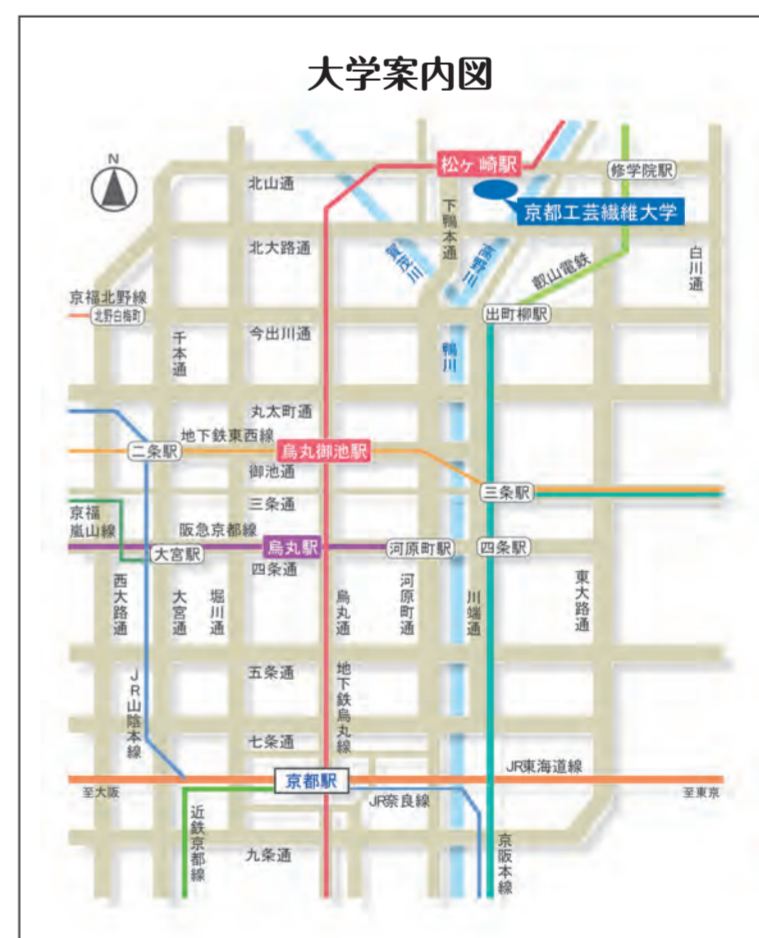 大学案内図
N
松ヶ崎駅
修学院駅
北山通
京都工芸繊維大学
下鴨本通
北大路通
賀茂川
高野川
叡山電鉄
白川通
京福北野線
北野白梅町
出町柳駅
千本通
今出川通
鴨川
丸太町通
地下鉄東西線
二条駅
烏丸御池駅
御池通
三条駅
三条通
京福
嵐山線
阪急京都線
大宮駅
烏丸駅
河原町駅
四条駅
四条通
西大路通
大宮通
堀川通
烏丸通
河原町通
川端通
東大路通
五条通
地下鉄烏丸線
JR山陰本線
七条通
京都駅
JR東海道線
至大阪
JR奈良線
至東京
近鉄京都線
九条通
京阪本線